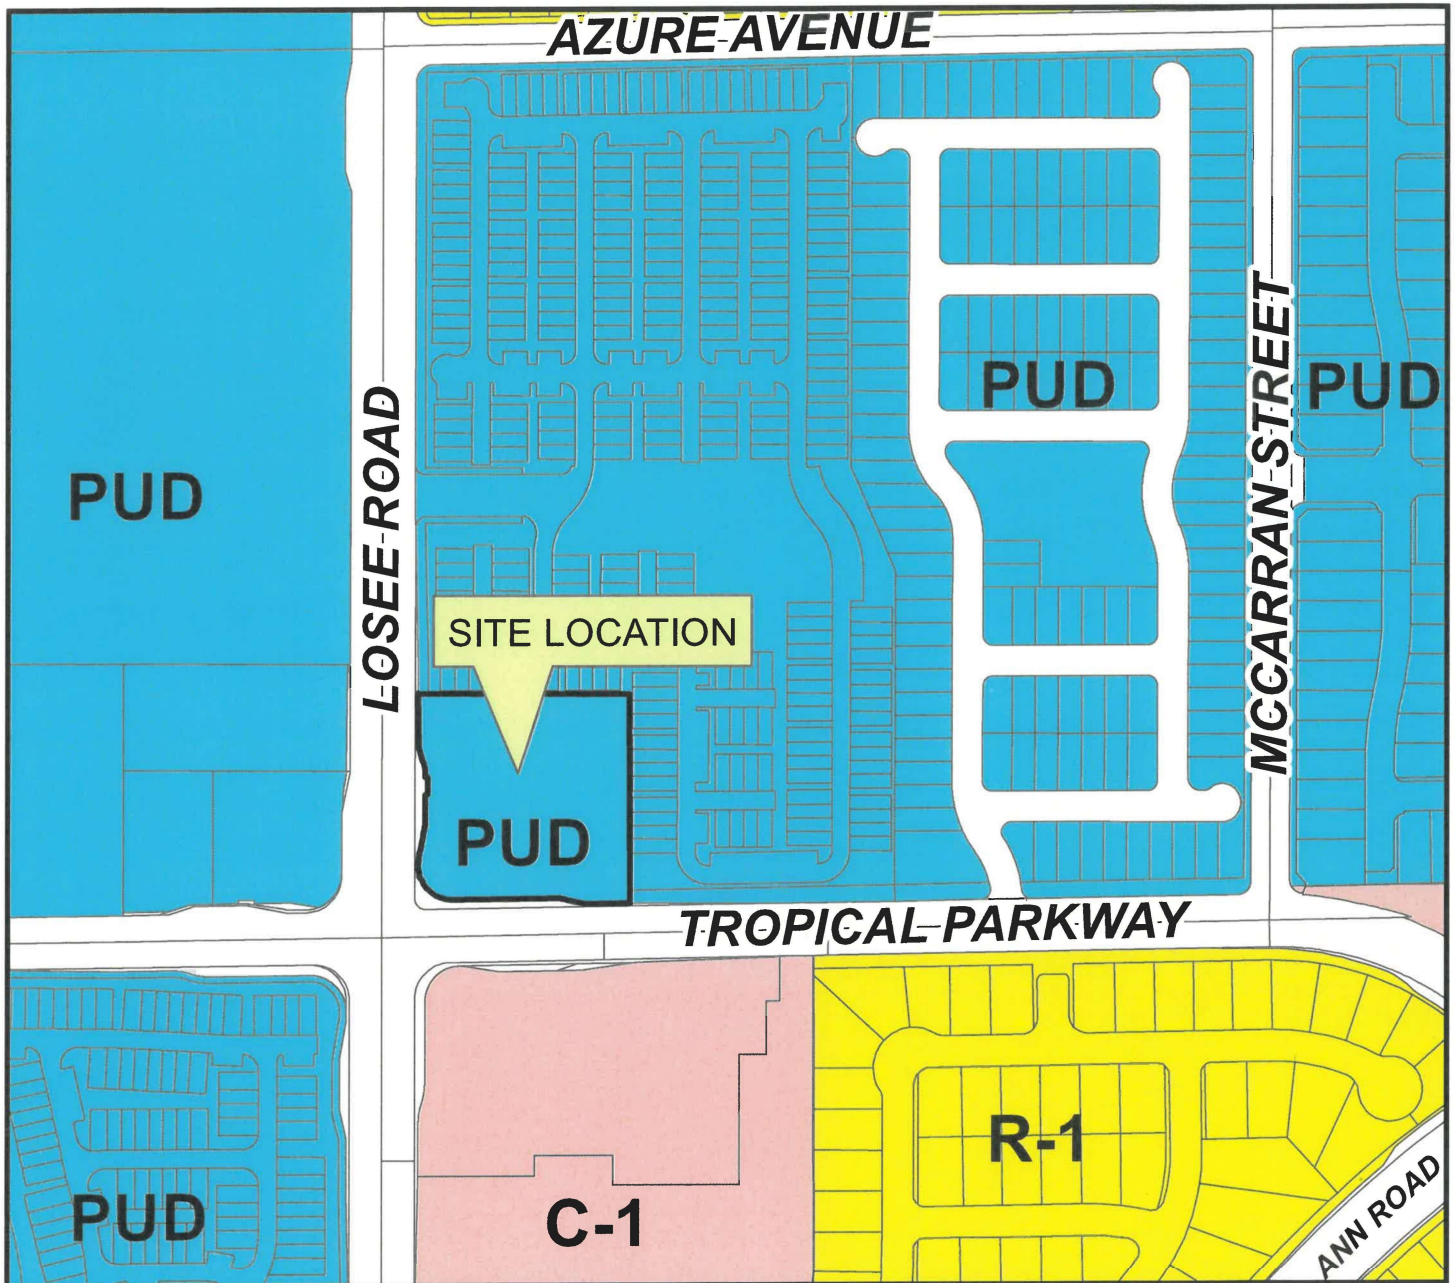 AZURE AVENUE
PUD
LOSEE ROAD
PUD
MCCARRAN STREET
PUD
SITE LOCATION
PUD
TROPICAL PARKWAY
PUD
C-1
R-1
ANN ROAD